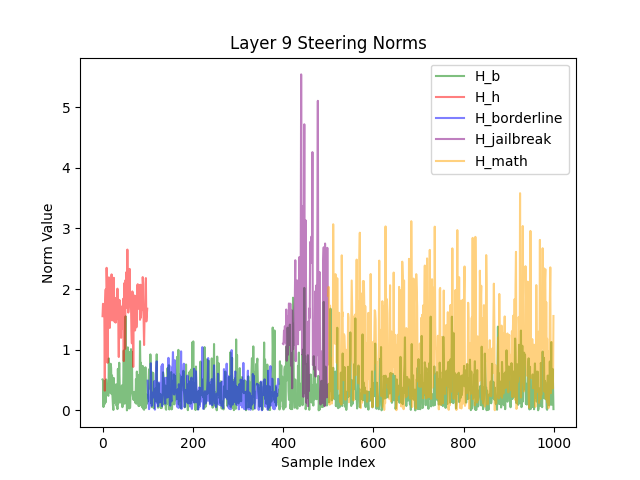 Layer 9 Steering Norms
H_b
H_h
H_borderline
H_jailbreak
H_math
Norm Value
5
4
3
2
1
0
0 200 400 600 800 1000
Sample Index